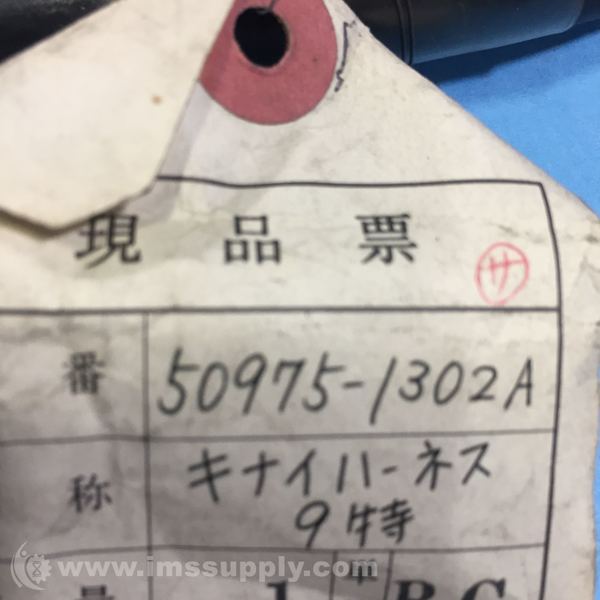 現品票
サ
番 50975-1302A
称 キナイハーネス
9特
www.imssupply.com